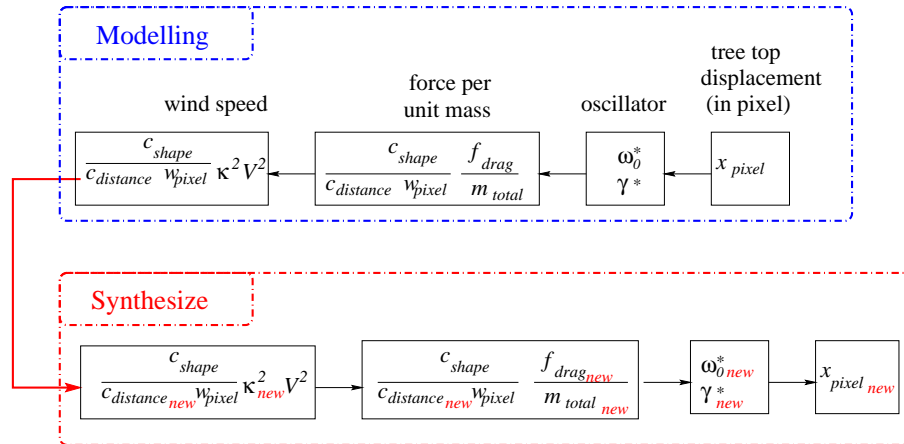 Modelling
tree top
displacement
(in pixel)
force per
unit mass
oscillator
wind speed
c_shape / c_distance w_pixel κ² V²
c_shape / c_distance w_pixel f_drag / m_total
ω₀*
γ*
x_pixel
Synthesize
c_shape / c_distance_new w_pixel κ²_new V²
c_shape / c_distance_new w_pixel f_drag_new / m_total_new
ω₀*_new
γ*_new
x_pixel_new